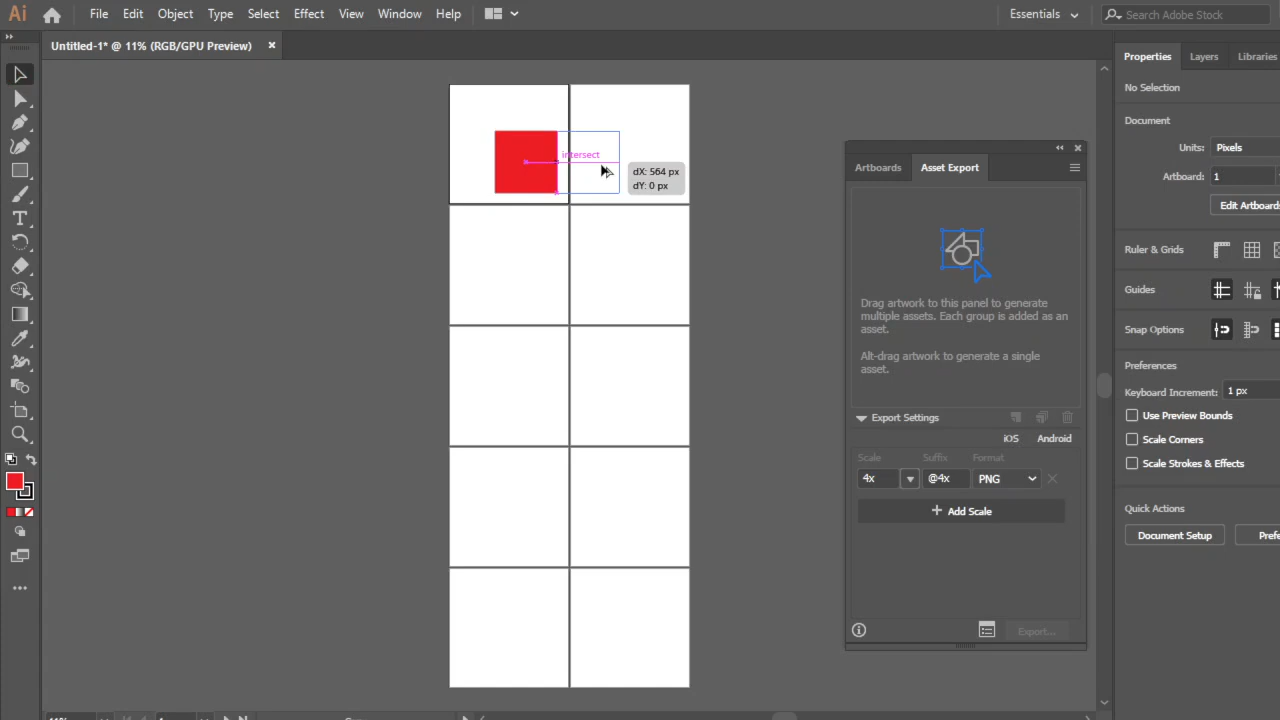 Ai File Edit Object Type Select Effect View Window Help Essentials Search Adobe Stock
Untitled-1* @ 11% (RGB/GPU Preview) ×
Properties Layers Libraries
No Selection
Document
Units: Pixels
Artboard: 1
Edit Artboards
Ruler & Grids
Guides
Snap Options
Preferences
Keyboard Increment: 1 px
Use Preview Bounds
Scale Corners
Scale Strokes & Effects
Quick Actions
Document Setup
intersect
dX: 564 px
dY: 0 px
Artboards Asset Export
Drag artwork to this panel to generate
multiple assets. Each group is added as an
asset.
Alt-drag artwork to generate a single
asset.
Export Settings
iOS Android
Scale Suffix Format
4x @4x PNG
+ Add Scale
Export...